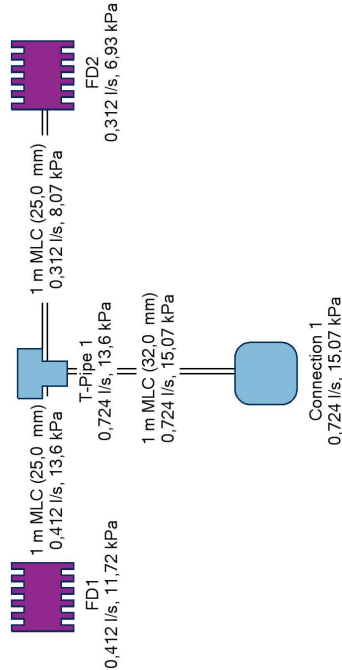 FD1
0,412 l/s, 11,72 kPa
1 m MLC (25,0 mm)
0,412 l/s, 13,6 kPa
T-Pipe 1
0,724 l/s, 13,6 kPa
1 m MLC (25,0 mm)
0,312 l/s, 8,07 kPa
FD2
0,312 l/s, 6,93 kPa
1 m MLC (32,0 mm)
0,724 l/s, 15,07 kPa
Connection 1
0,724 l/s, 15,07 kPa